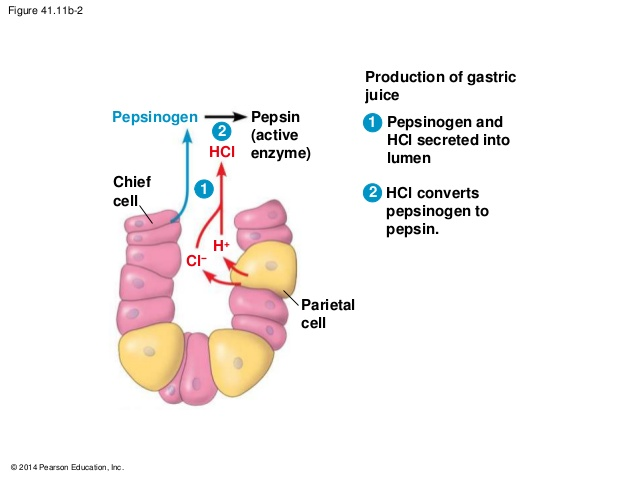 Figure 41.11b-2
Production of gastric
juice
Pepsinogen
Pepsin
(active
enzyme)
2
HCl
1
Chief
cell
H+
Cl–
Parietal
cell
1 Pepsinogen and
HCl secreted into
lumen
2 HCl converts
pepsinogen to
pepsin.
© 2014 Pearson Education, Inc.